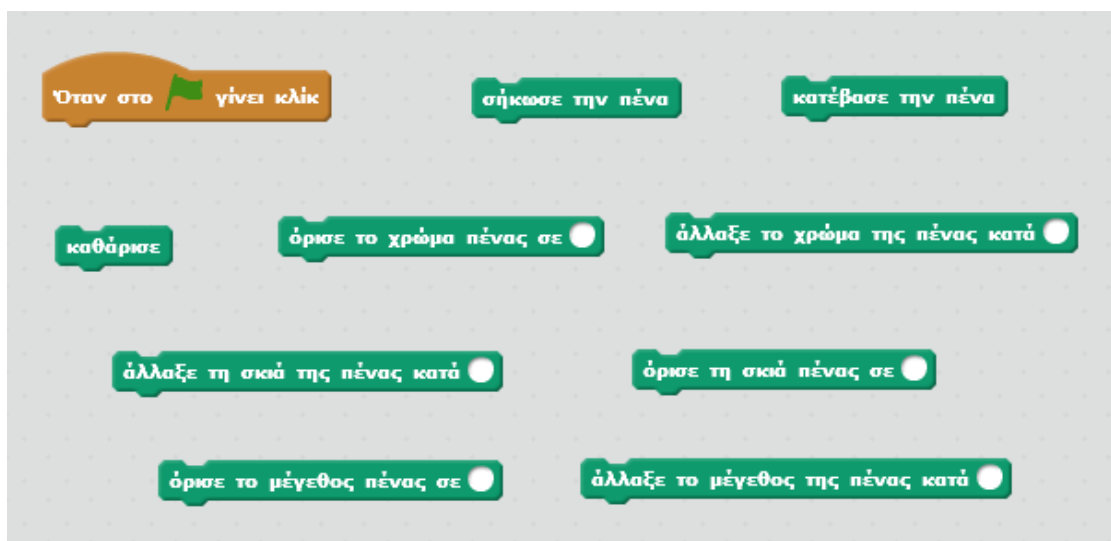 Όταν στο γίνει κλίκ
σήκωσε την πένα
κατέβασε την πένα
καθάρισε
όρισε το χρώμα πένας σε
άλλαξε το χρώμα της πένας κατά
άλλαξε τη σκιά της πένας κατά
όρισε τη σκιά πένας σε
όρισε το μέγεθος πένας σε
άλλαξε το μέγεθος της πένας κατά